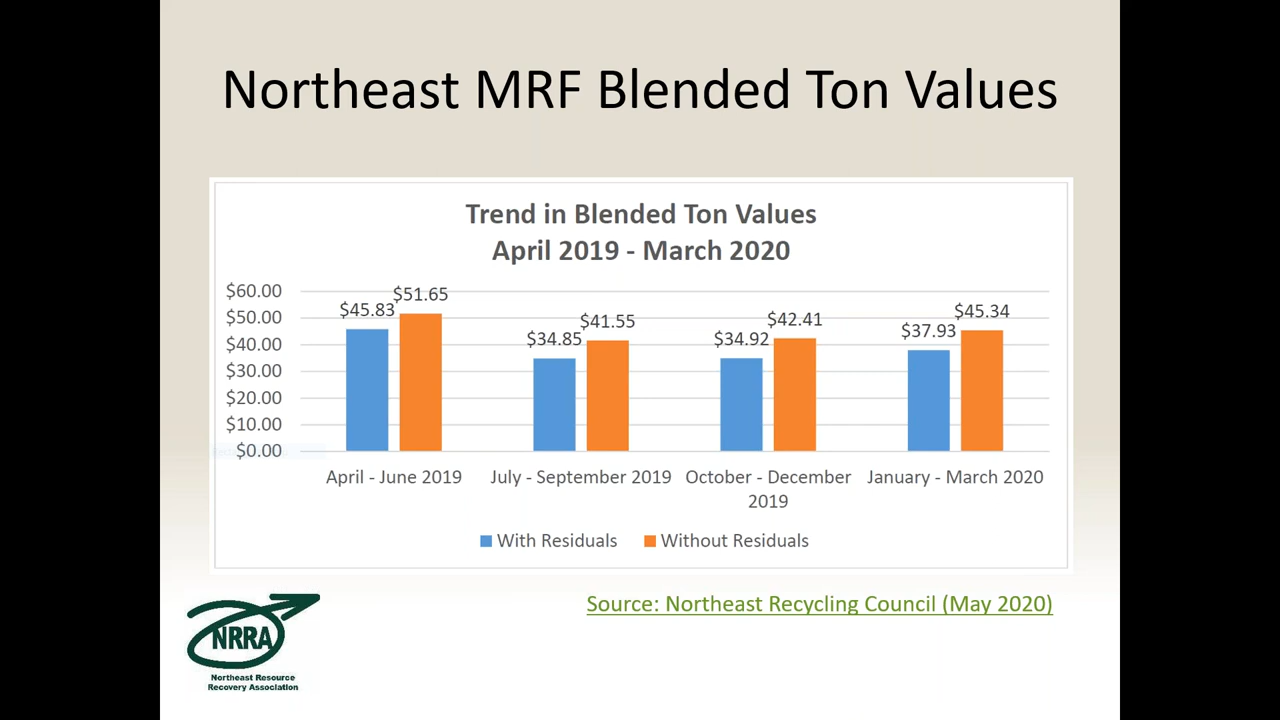 Northeast MRF Blended Ton Values
Trend in Blended Ton Values
April 2019 - March 2020
$60.00
$50.00
$40.00
$30.00
$20.00
$10.00
$0.00
$45.83
$51.65
$34.85
$41.55
$34.92
$42.41
$37.93
$45.34
April - June 2019
July - September 2019
October - December
2019
January - March 2020
With Residuals
Without Residuals
Source: Northeast Recycling Council (May 2020)
NRRA
Northeast Resource
Recovery Association